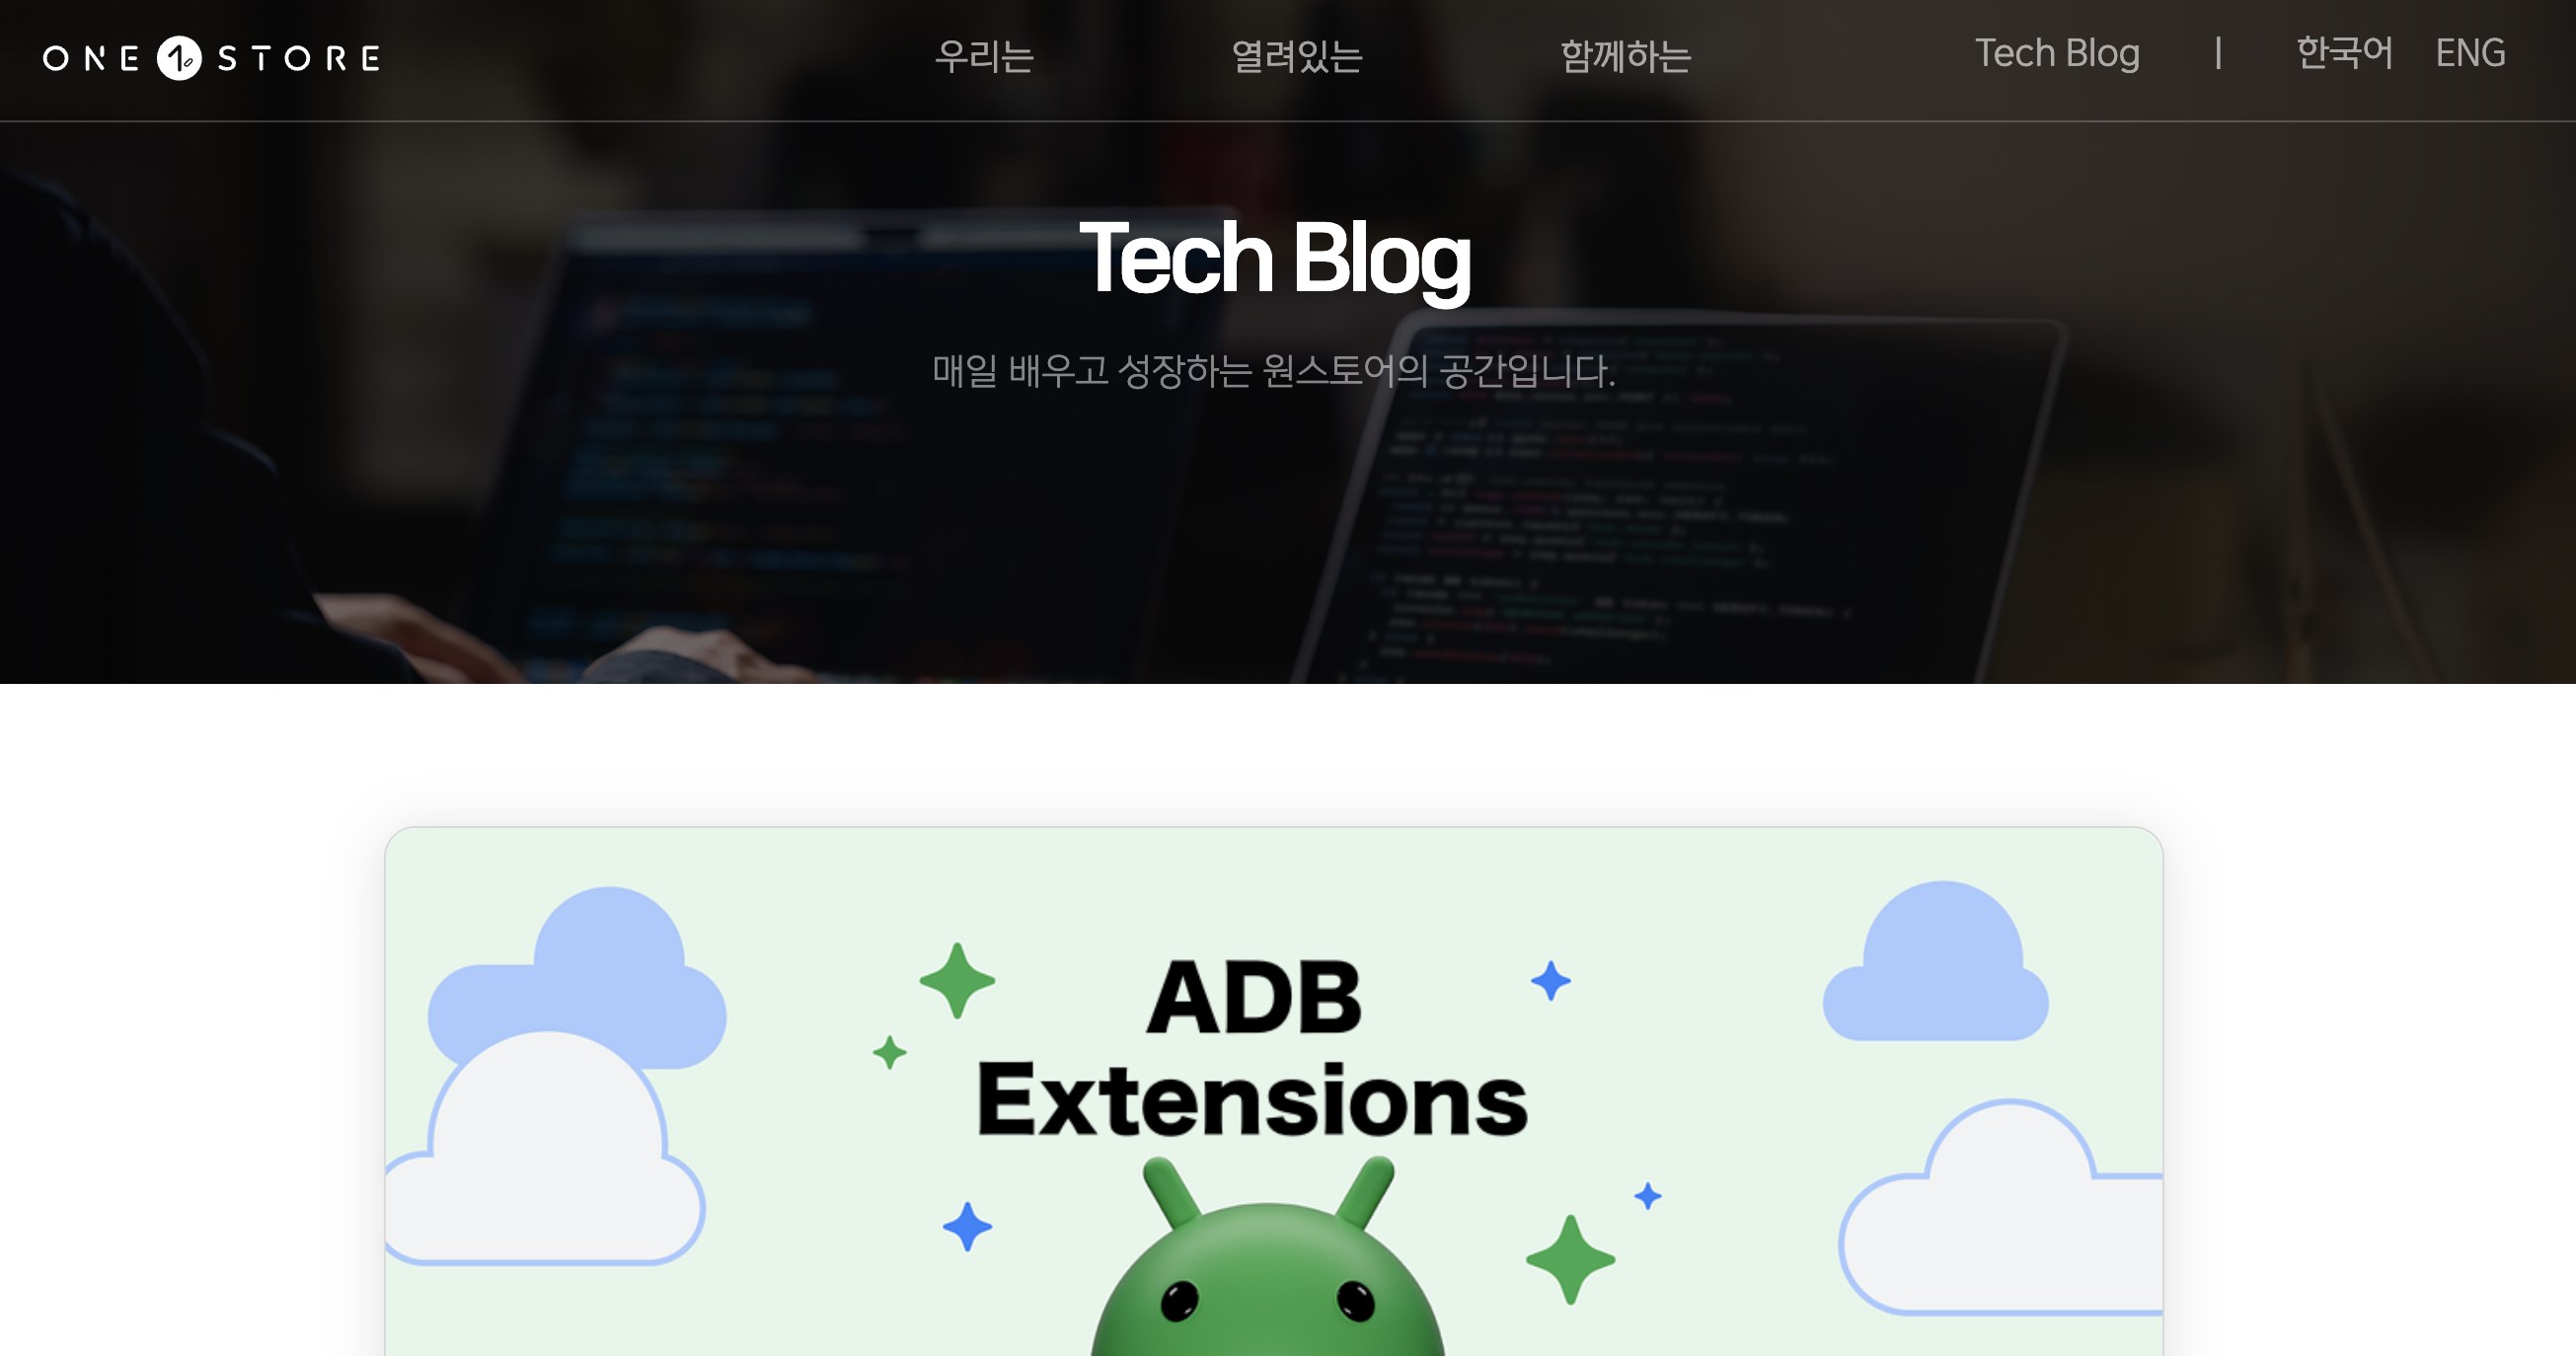 ONE STORE
우리는
열려있는
함께하는
Tech Blog | 한국어 ENG
Tech Blog
매일 배우고 성장하는 원스토어의 공간입니다.
ADB
Extensions